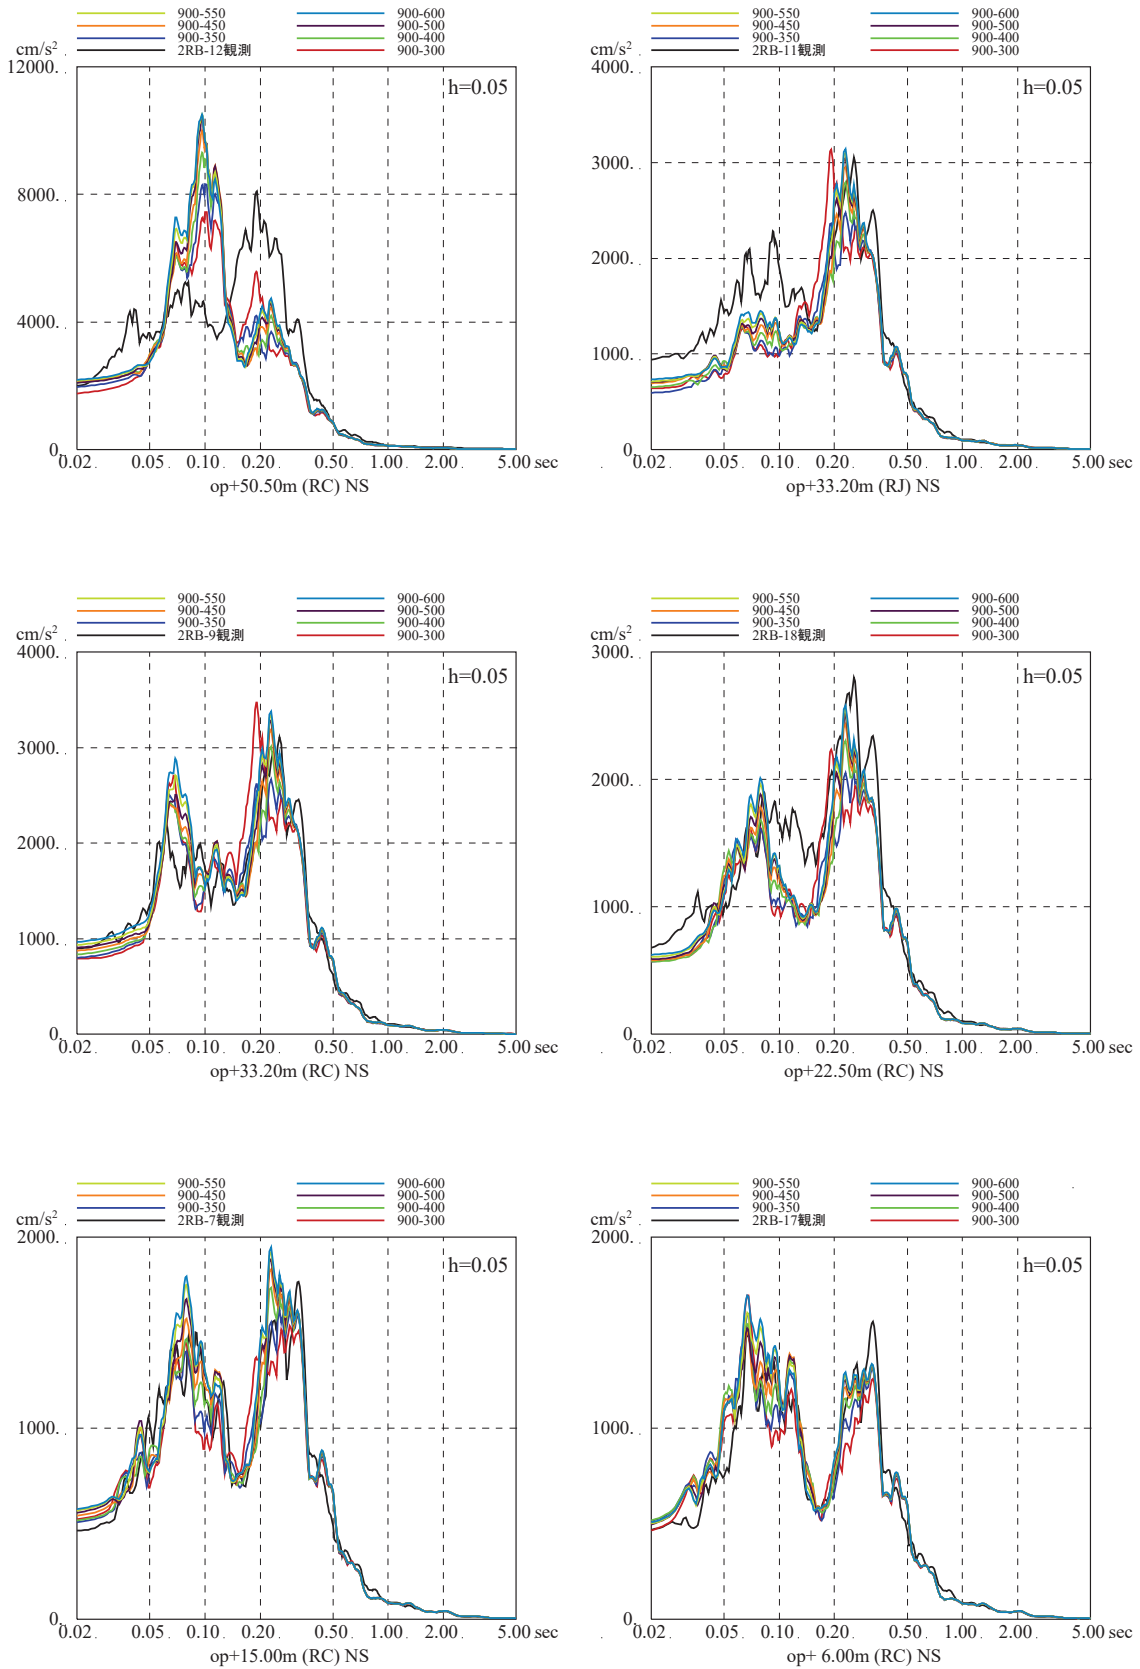 900-550 900-600
900-450 900-500
900-350 900-400
2RB-12観測 900-300
cm/s²
12000.
h=0.05
8000.
4000.
0.
0.02 0.05 0.10 0.20 0.50 1.00 2.00 5.00 sec
op+50.50m (RC) NS
900-550 900-600
900-450 900-500
900-350 900-400
2RB-11観測 900-300
cm/s²
4000.
h=0.05
3000.
2000.
1000.
0.
0.02 0.05 0.10 0.20 0.50 1.00 2.00 5.00 sec
op+33.20m (RJ) NS
900-550 900-600
900-450 900-500
900-350 900-400
2RB-9観測 900-300
cm/s²
4000.
h=0.05
3000.
2000.
1000.
0.
0.02 0.05 0.10 0.20 0.50 1.00 2.00 5.00 sec
op+33.20m (RC) NS
900-550 900-600
900-450 900-500
900-350 900-400
2RB-18観測 900-300
cm/s²
3000.
h=0.05
2000.
1000.
0.
0.02 0.05 0.10 0.20 0.50 1.00 2.00 5.00 sec
op+22.50m (RC) NS
900-550 900-600
900-450 900-500
900-350 900-400
2RB-7観測 900-300
cm/s²
2000.
h=0.05
1000.
0.
0.02 0.05 0.10 0.20 0.50 1.00 2.00 5.00 sec
op+15.00m (RC) NS
900-550 900-600
900-450 900-500
900-350 900-400
2RB-17観測 900-300
cm/s²
2000.
h=0.05
1000.
0.
0.02 0.05 0.10 0.20 0.50 1.00 2.00 5.00 sec
op+ 6.00m (RC) NS